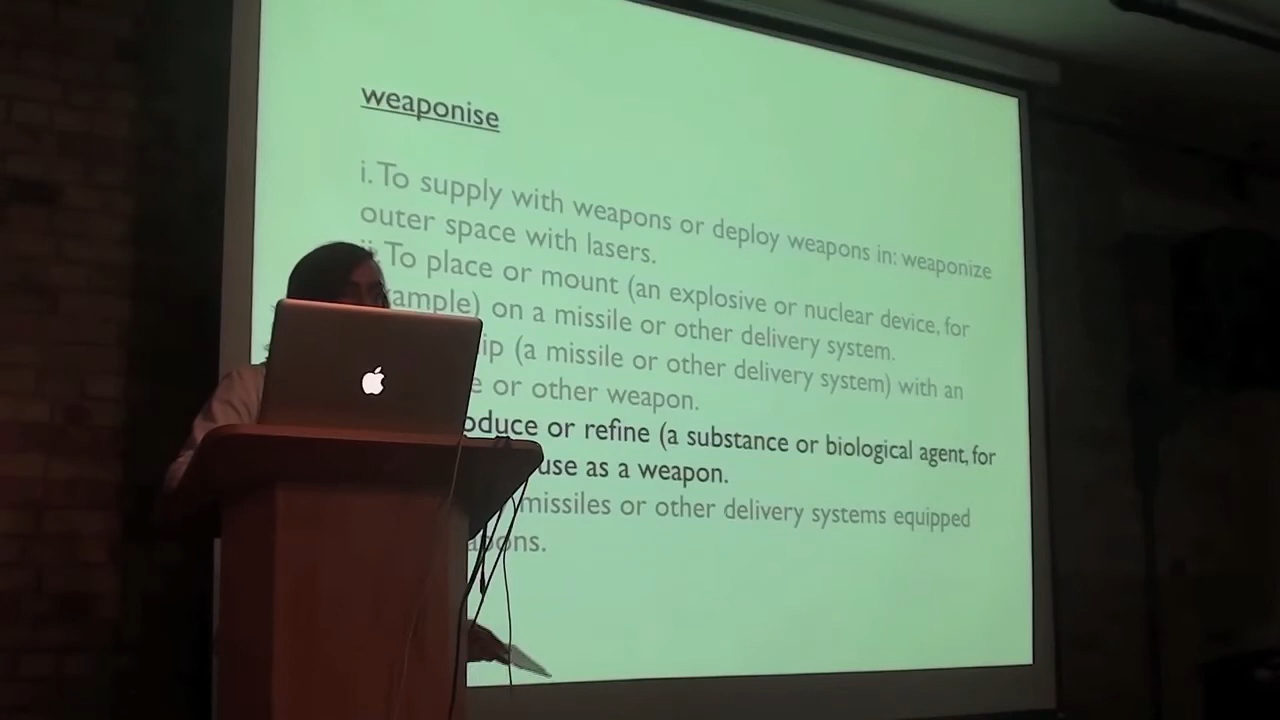 weaponise
i. To supply with weapons or deploy weapons in: weaponize
outer space with lasers.
To place or mount (an explosive or nuclear device, for
ample) on a missile or other delivery system.
ip (a missile or other delivery system) with an
e or other weapon.
oduce or refine (a substance or biological agent, for
use as a weapon.
missiles or other delivery systems equipped
apons.